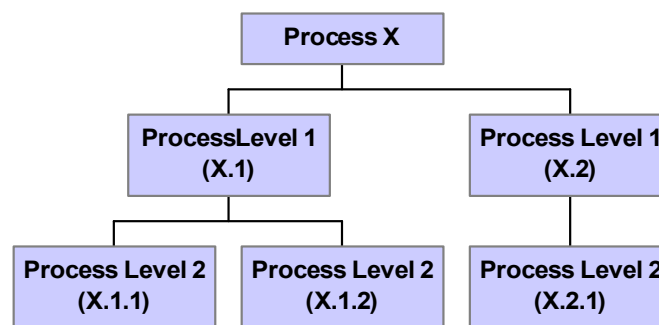 Process X
ProcessLevel 1
(X.1)
Process Level 1
(X.2)
Process Level 2
(X.1.1)
Process Level 2
(X.1.2)
Process Level 2
(X.2.1)